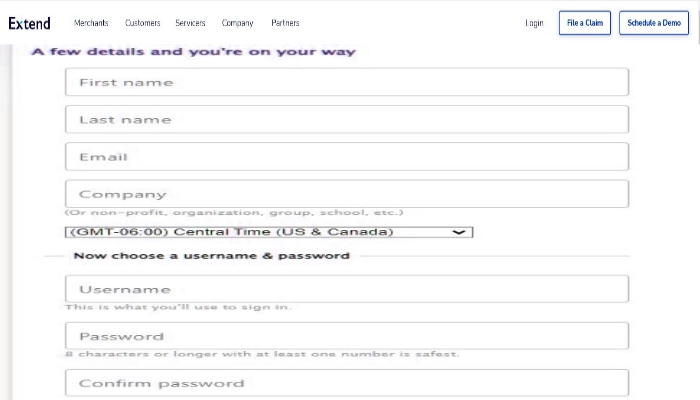 Extend Merchants Customers Servicers Company Partners Login File a Claim Schedule a Demo
A few details and you're on your way
First name
Last name
Email
Company
(Or non-profit, organization, group, school, etc.)
(GMT-06:00) Central Time (US & Canada)
Now choose a username & password
Username
This is what you'll use to sign in.
Password
8 characters or longer with at least one number is safest.
Confirm password